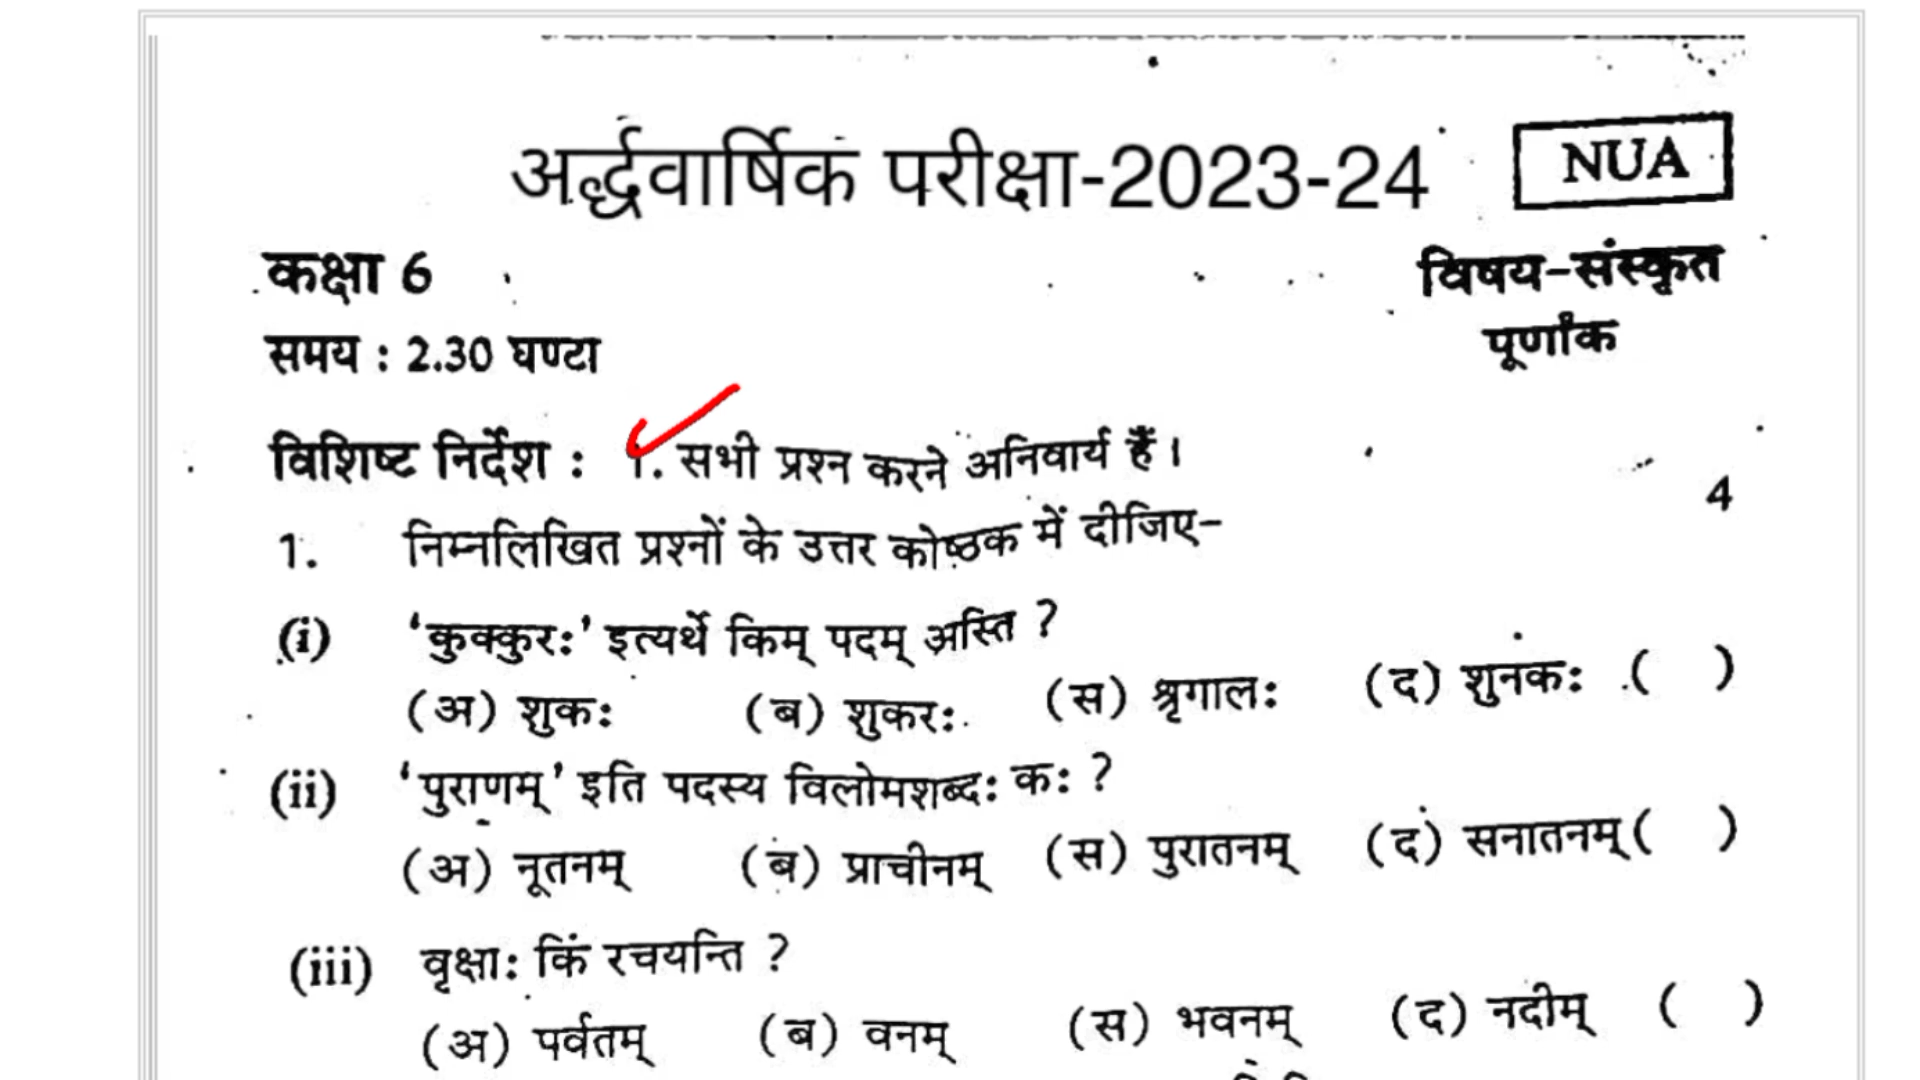 अर्द्धवार्षिक परीक्षा-2023-24
NUA
कक्षा 6
विषय-संस्कृत
समय : 2.30 घण्टा
पूर्णांक
विशिष्ट निर्देश : 1. सभी प्रश्न करने अनिवार्य हैं।
1. निम्नलिखित प्रश्नों के उत्तर कोष्ठक में दीजिए- 4
(i) 'कुक्कुरः' इत्यर्थे किम् पदम् अस्ति ?
(अ) शुकः (ब) शुकरः (स) श्रृगालः (द) शुनकः ( )
(ii) 'पुराणम्' इति पदस्य विलोमशब्दः कः ?
(अ) नूतनम् (ब) प्राचीनम् (स) पुरातनम् (द) सनातनम् ( )
(iii) वृक्षाः किं रचयन्ति ?
(अ) पर्वतम् (ब) वनम् (स) भवनम् (द) नदीम् ( )